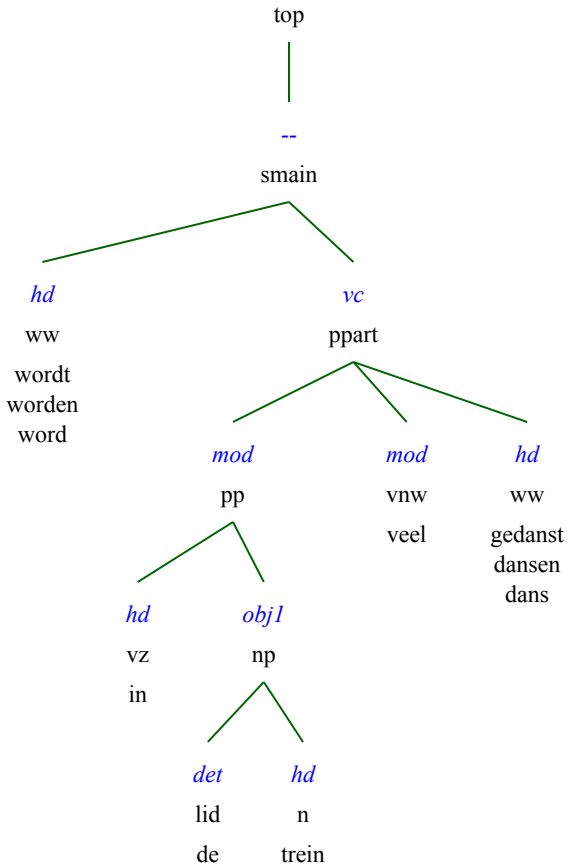 top
--
smain
hd vc
ww ppart
wordt
worden
word
mod mod hd
pp vnw ww
veel gedanst
dansen
dans
hd obj1
vz np
in
det hd
lid n
de trein